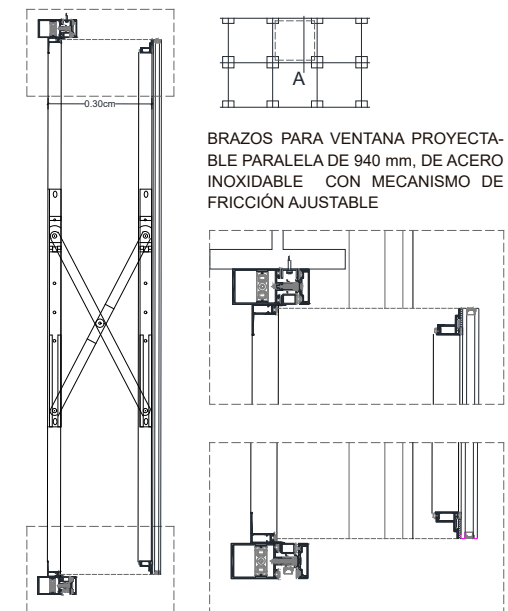 A
0.30cm
BRAZOS PARA VENTANA PROYECTA-
BLE PARALELA DE 940 mm, DE ACERO
INOXIDABLE CON MECANISMO DE
FRICCIÓN AJUSTABLE